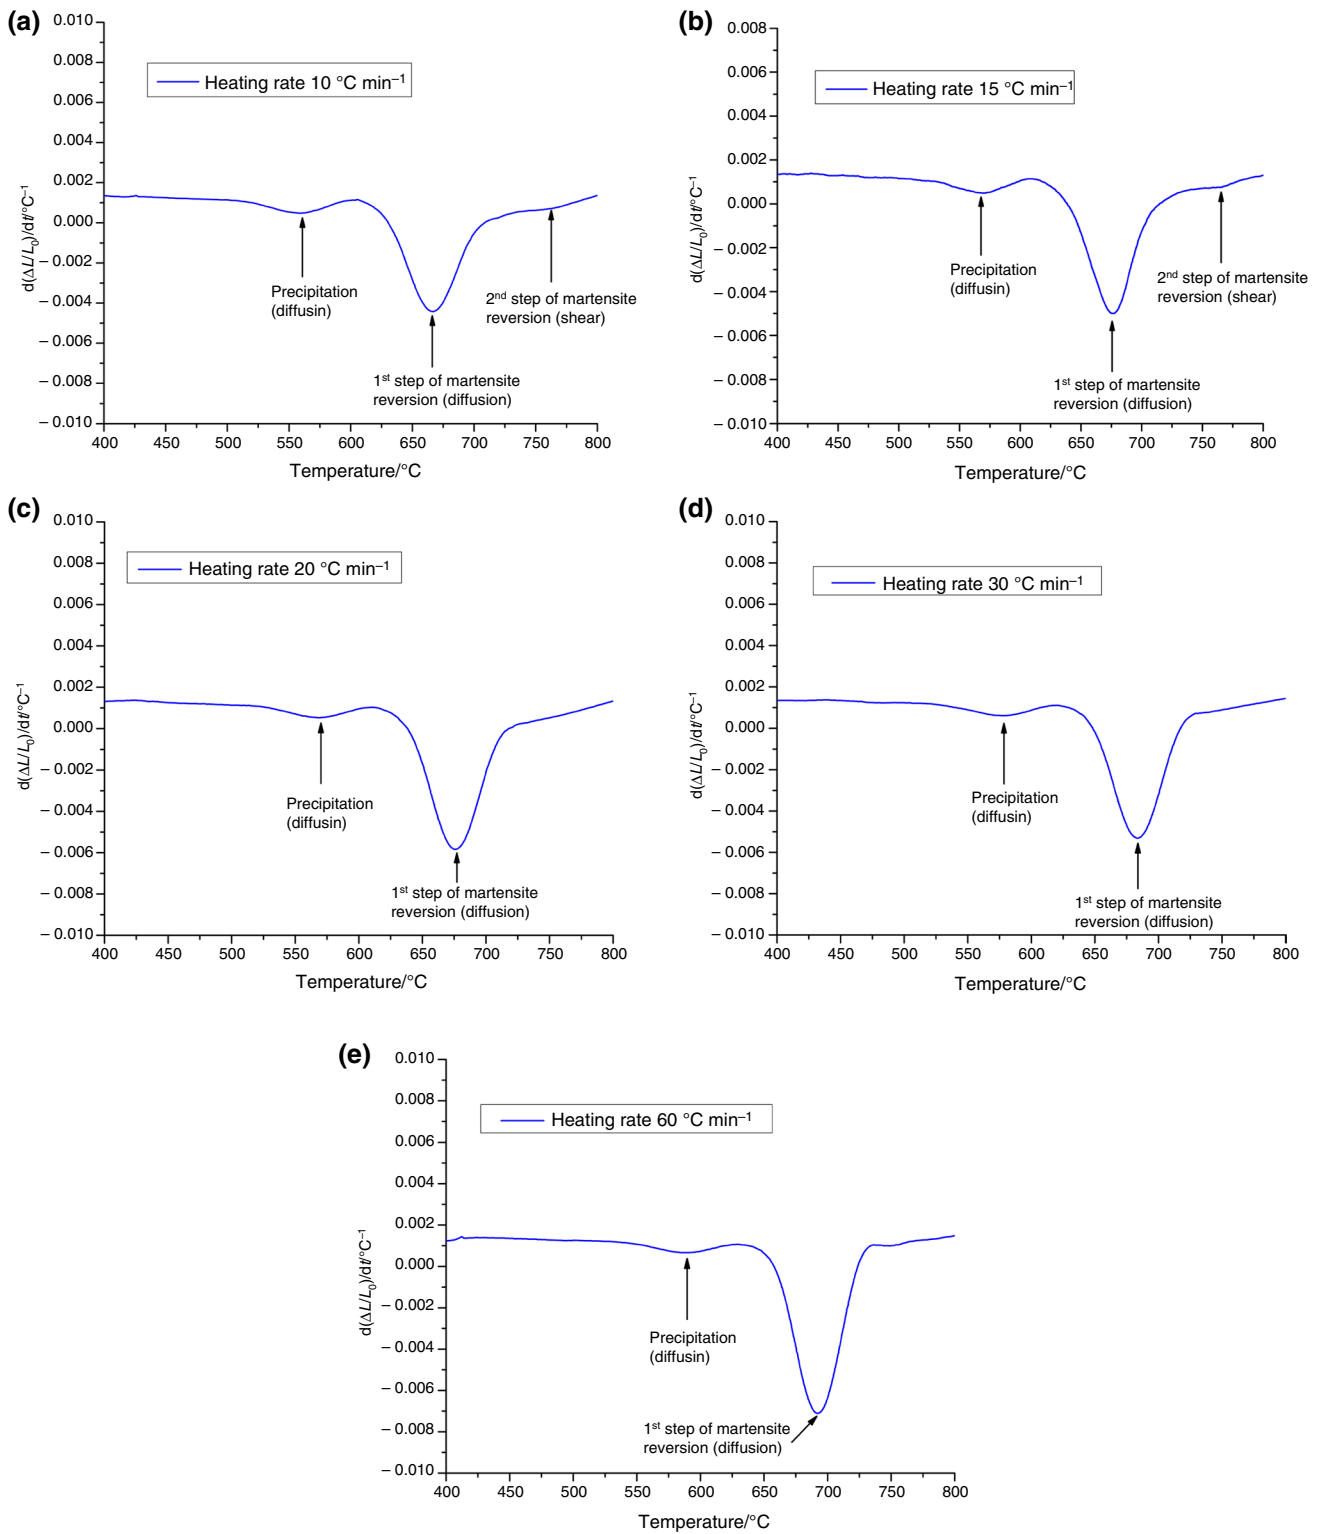 (a)
0.010
0.008
0.006
0.004
0.002
0.000
– 0.002
– 0.004
– 0.006
– 0.008
– 0.010
d(ΔL/L0)/dt/°C–1
Heating rate 10 °C min–1
Precipitation
(diffusin)
2nd step of martensite
reversion (shear)
1st step of martensite
reversion (diffusion)
400 450 500 550 600 650 700 750 800
Temperature/°C
(b)
0.008
0.006
0.004
0.002
0.000
– 0.002
– 0.004
– 0.006
– 0.008
– 0.010
d(ΔL/L0)/dt/°C–1
Heating rate 15 °C min–1
Precipitation
(diffusin)
2nd step of martensite
reversion (shear)
1st step of martensite
reversion (diffusion)
400 450 500 550 600 650 700 750 800
Temperature/°C
(c)
0.010
0.008
0.006
0.004
0.002
0.000
– 0.002
– 0.004
– 0.006
– 0.008
– 0.010
d(ΔL/L0)/dt/°C–1
Heating rate 20 °C min–1
Precipitation
(diffusin)
1st step of martensite
reversion (diffusion)
400 450 500 550 600 650 700 750 800
Temperature/°C
(d)
0.010
0.008
0.006
0.004
0.002
0.000
– 0.002
– 0.004
– 0.006
– 0.008
– 0.010
d(ΔL/L0)/dt/°C–1
Heating rate 30 °C min–1
Precipitation
(diffusin)
1st step of martensite
reversion (diffusion)
400 450 500 550 600 650 700 750 800
Temperature/°C
(e)
0.010
0.008
0.006
0.004
0.002
0.000
– 0.002
– 0.004
– 0.006
– 0.008
– 0.010
d(ΔL/L0)/dt/°C–1
Heating rate 60 °C min–1
Precipitation
(diffusin)
1st step of martensite
reversion (diffusion)
400 450 500 550 600 650 700 750 800
Temperature/°C